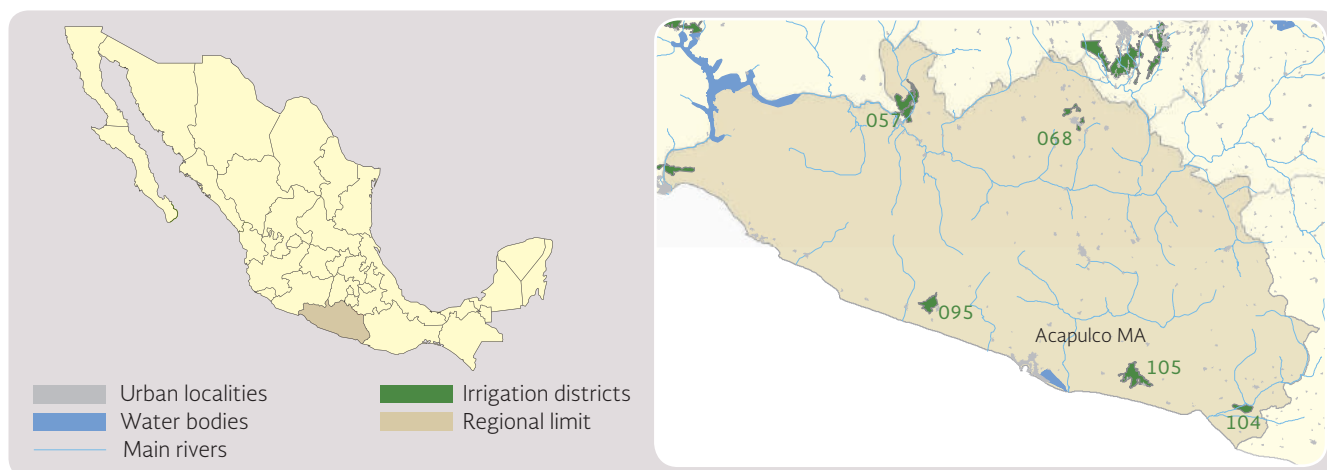 057
068
095
Acapulco MA
105
104
Urban localities
Water bodies
Main rivers
Irrigation districts
Regional limit